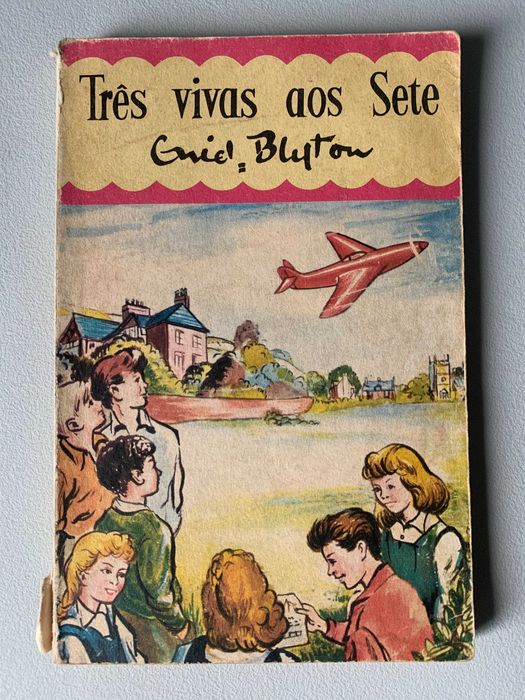 Três vivas aos Sete
Enid Blyton